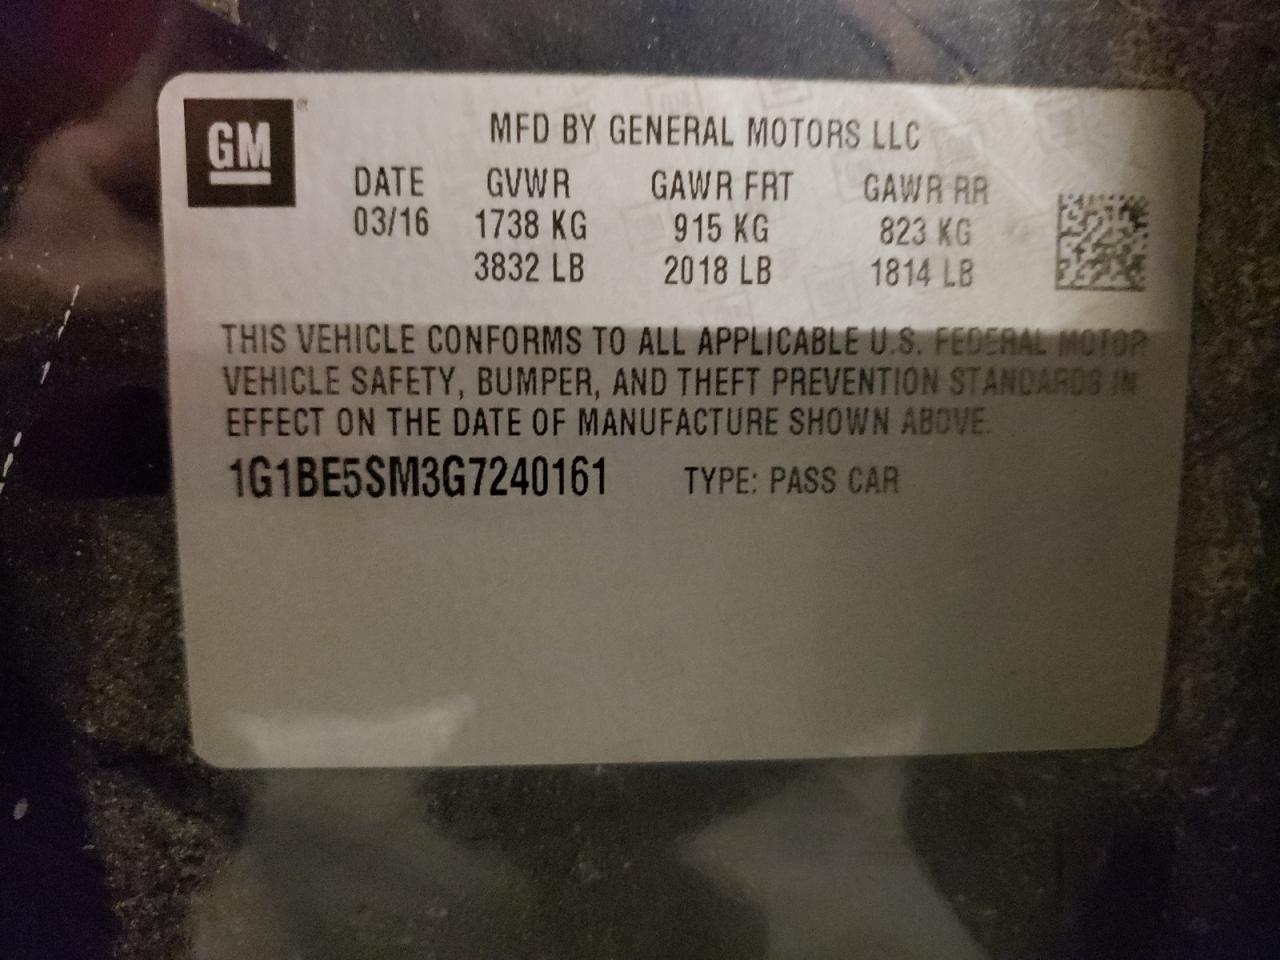 GM®
MFD BY GENERAL MOTORS LLC
DATE GVWR GAWR FRT GAWR RR
03/16 1738 KG 915 KG 823 KG
3832 LB 2018 LB 1814 LB
THIS VEHICLE CONFORMS TO ALL APPLICABLE U.S. FEDERAL MOTOR
VEHICLE SAFETY, BUMPER, AND THEFT PREVENTION STANDARDS IN
EFFECT ON THE DATE OF MANUFACTURE SHOWN ABOVE.
1G1BE5SM3G7240161 TYPE: PASS CAR